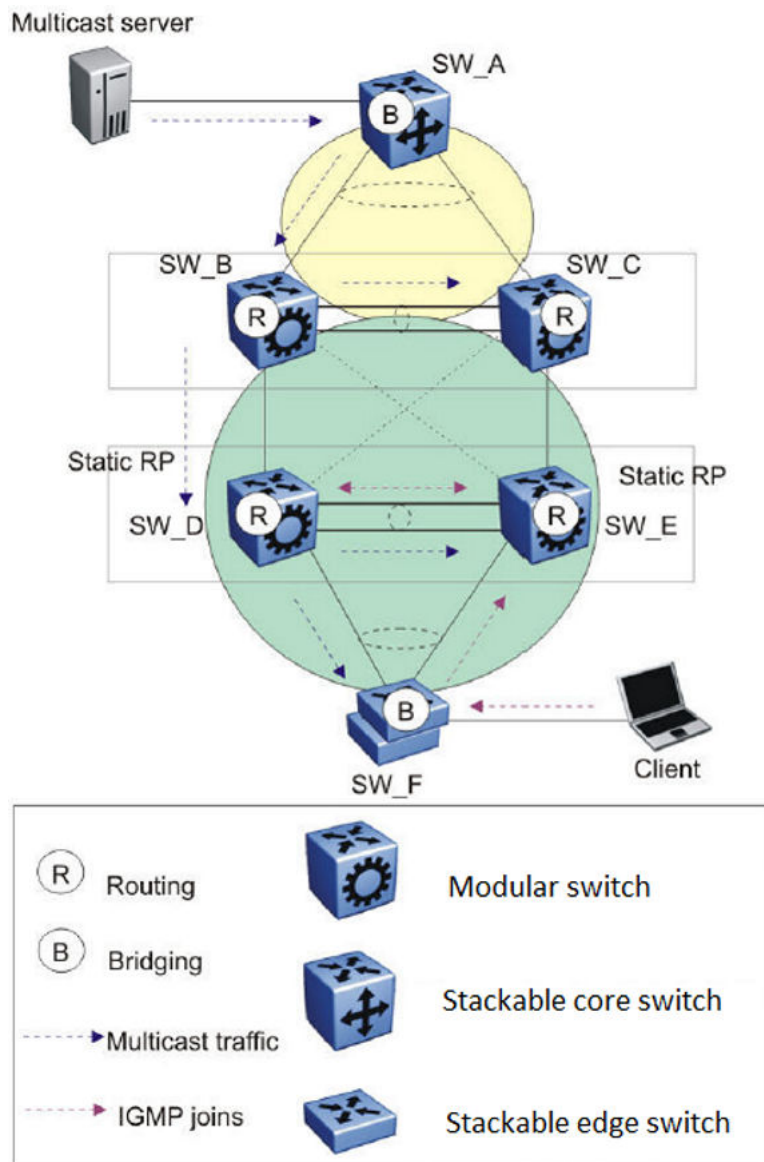 Multicast server
SW_A
B
SW_B
SW_C
R
R
Static RP
Static RP
R
R
SW_D
SW_E
B
SW_F
Client
R
Routing
Modular switch
B
Bridging
Stackable core switch
Multicast traffic
IGMP joins
Stackable edge switch